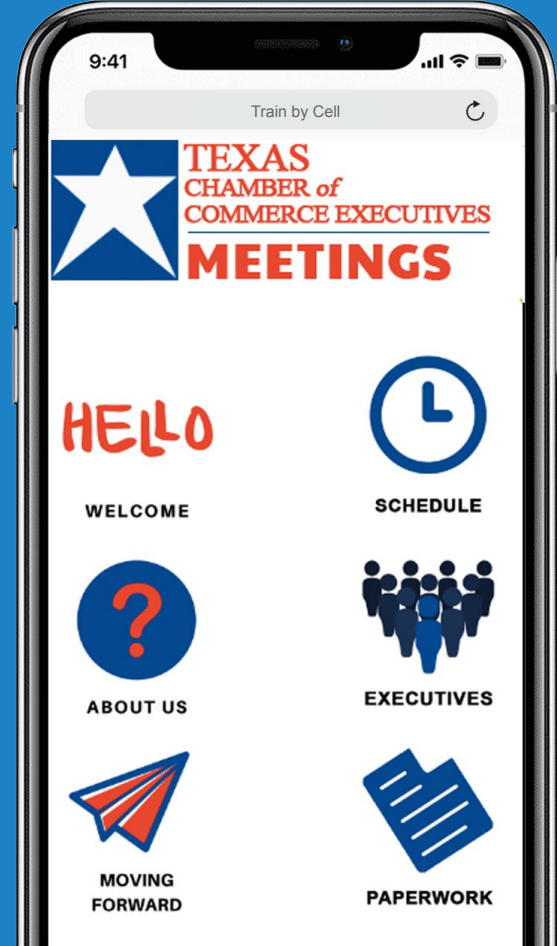 9:41
Train by Cell
TEXAS
CHAMBER of
COMMERCE EXECUTIVES
MEETINGS
HELLO
WELCOME
SCHEDULE
?
ABOUT US
EXECUTIVES
MOVING
FORWARD
PAPERWORK